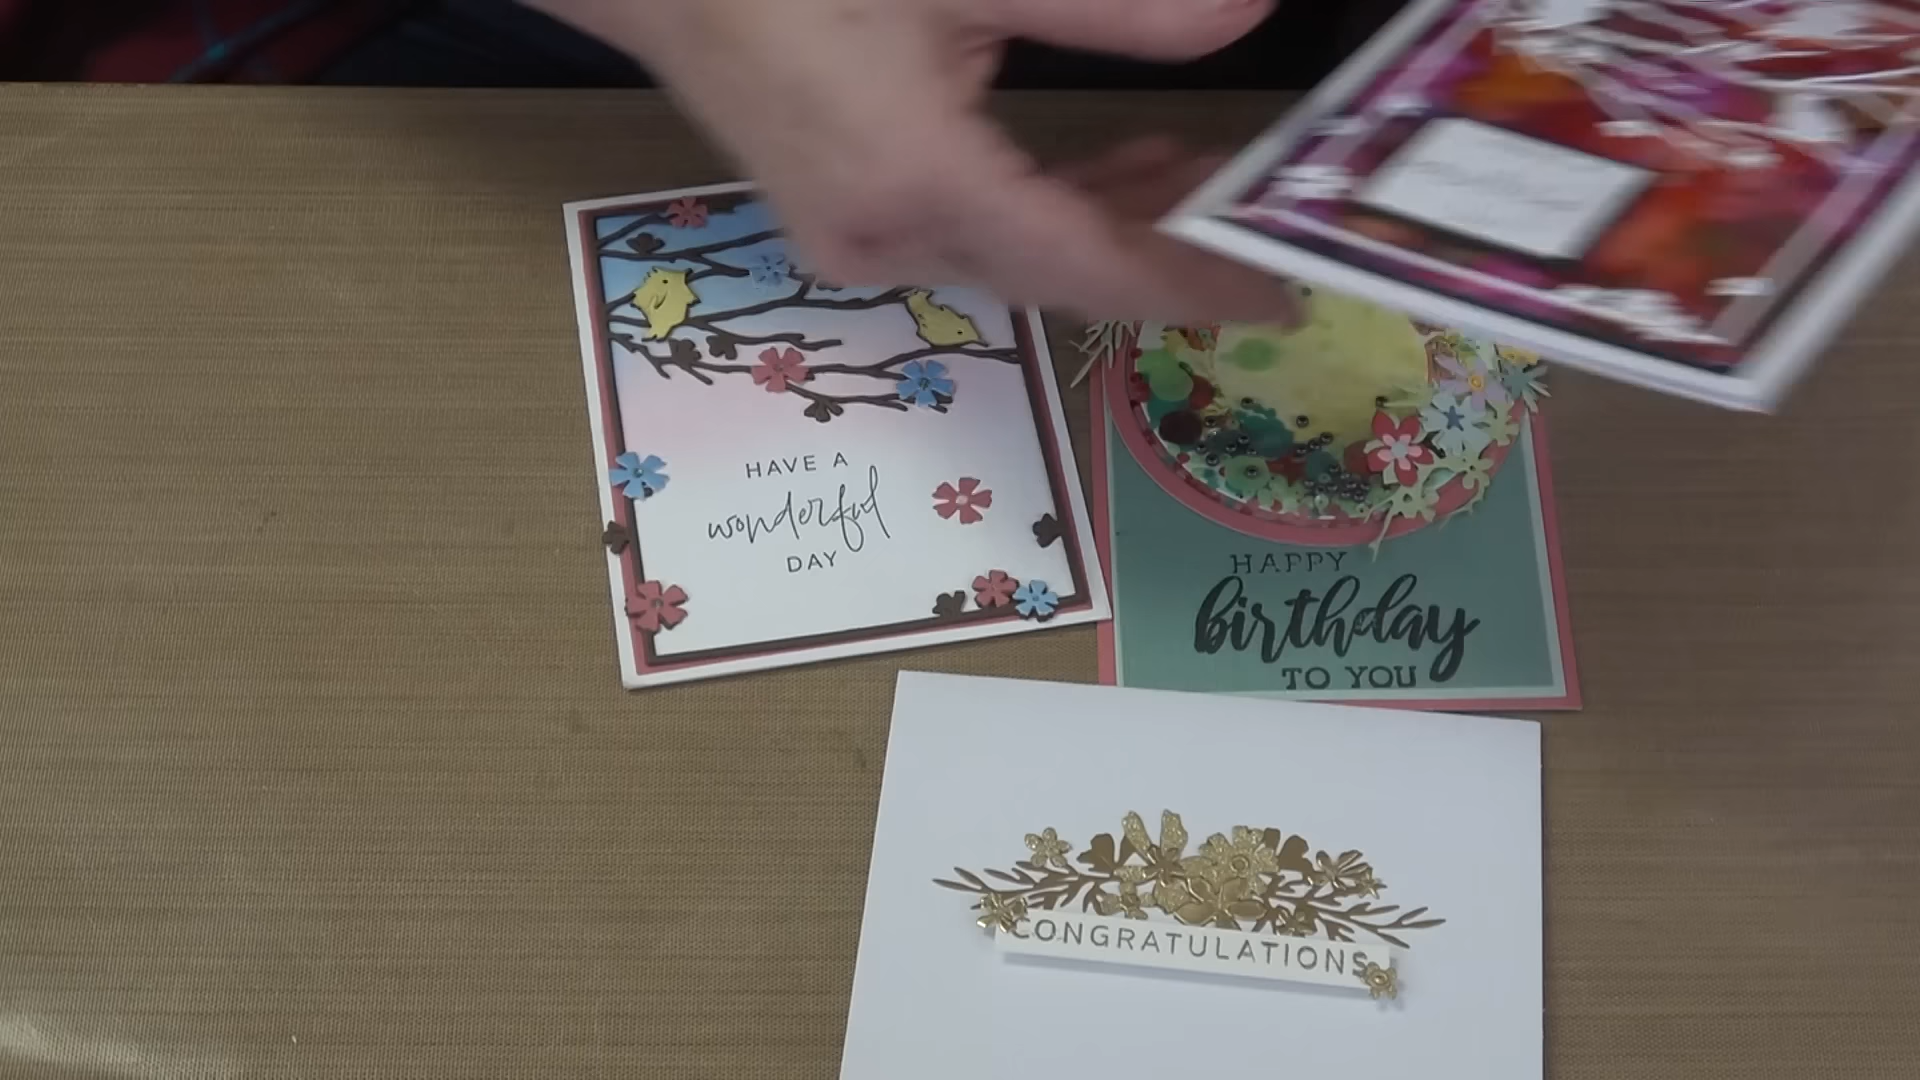 HAVE A
wonderful
DAY
HAPPY
birthday
TO YOU
CONGRATULATIONS